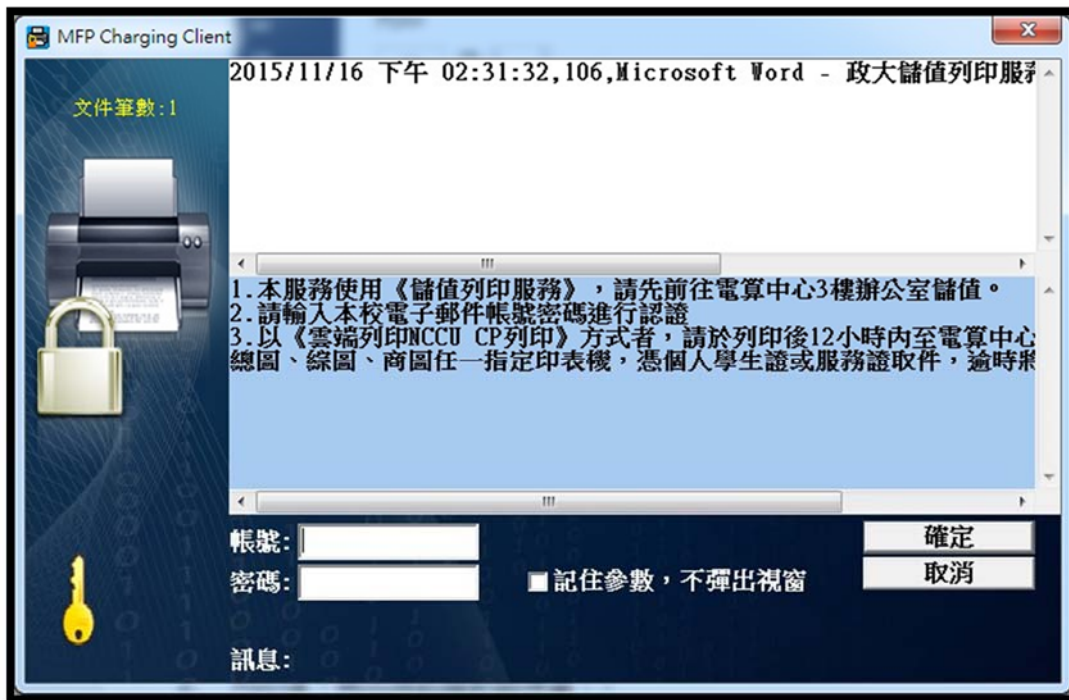 MFP Charging Client
文件筆數:1
2015/11/16 下午 02:31:32,106,Microsoft Word - 政大儲值列印服務
1.本服務使用《儲值列印服務》，請先前往電算中心3樓辦公室儲值。
2.請輸入本校電子郵件帳號密碼進行認證
3.以《雲端列印NCCU CP列印》方式者，請於列印後12小時內至電算中心
總圖、綜圖、商圖任一指定印表機，憑個人學生證或服務證取件，逾時將
帳號:
確定
密碼:
記住參數，不彈出視窗
取消
訊息: